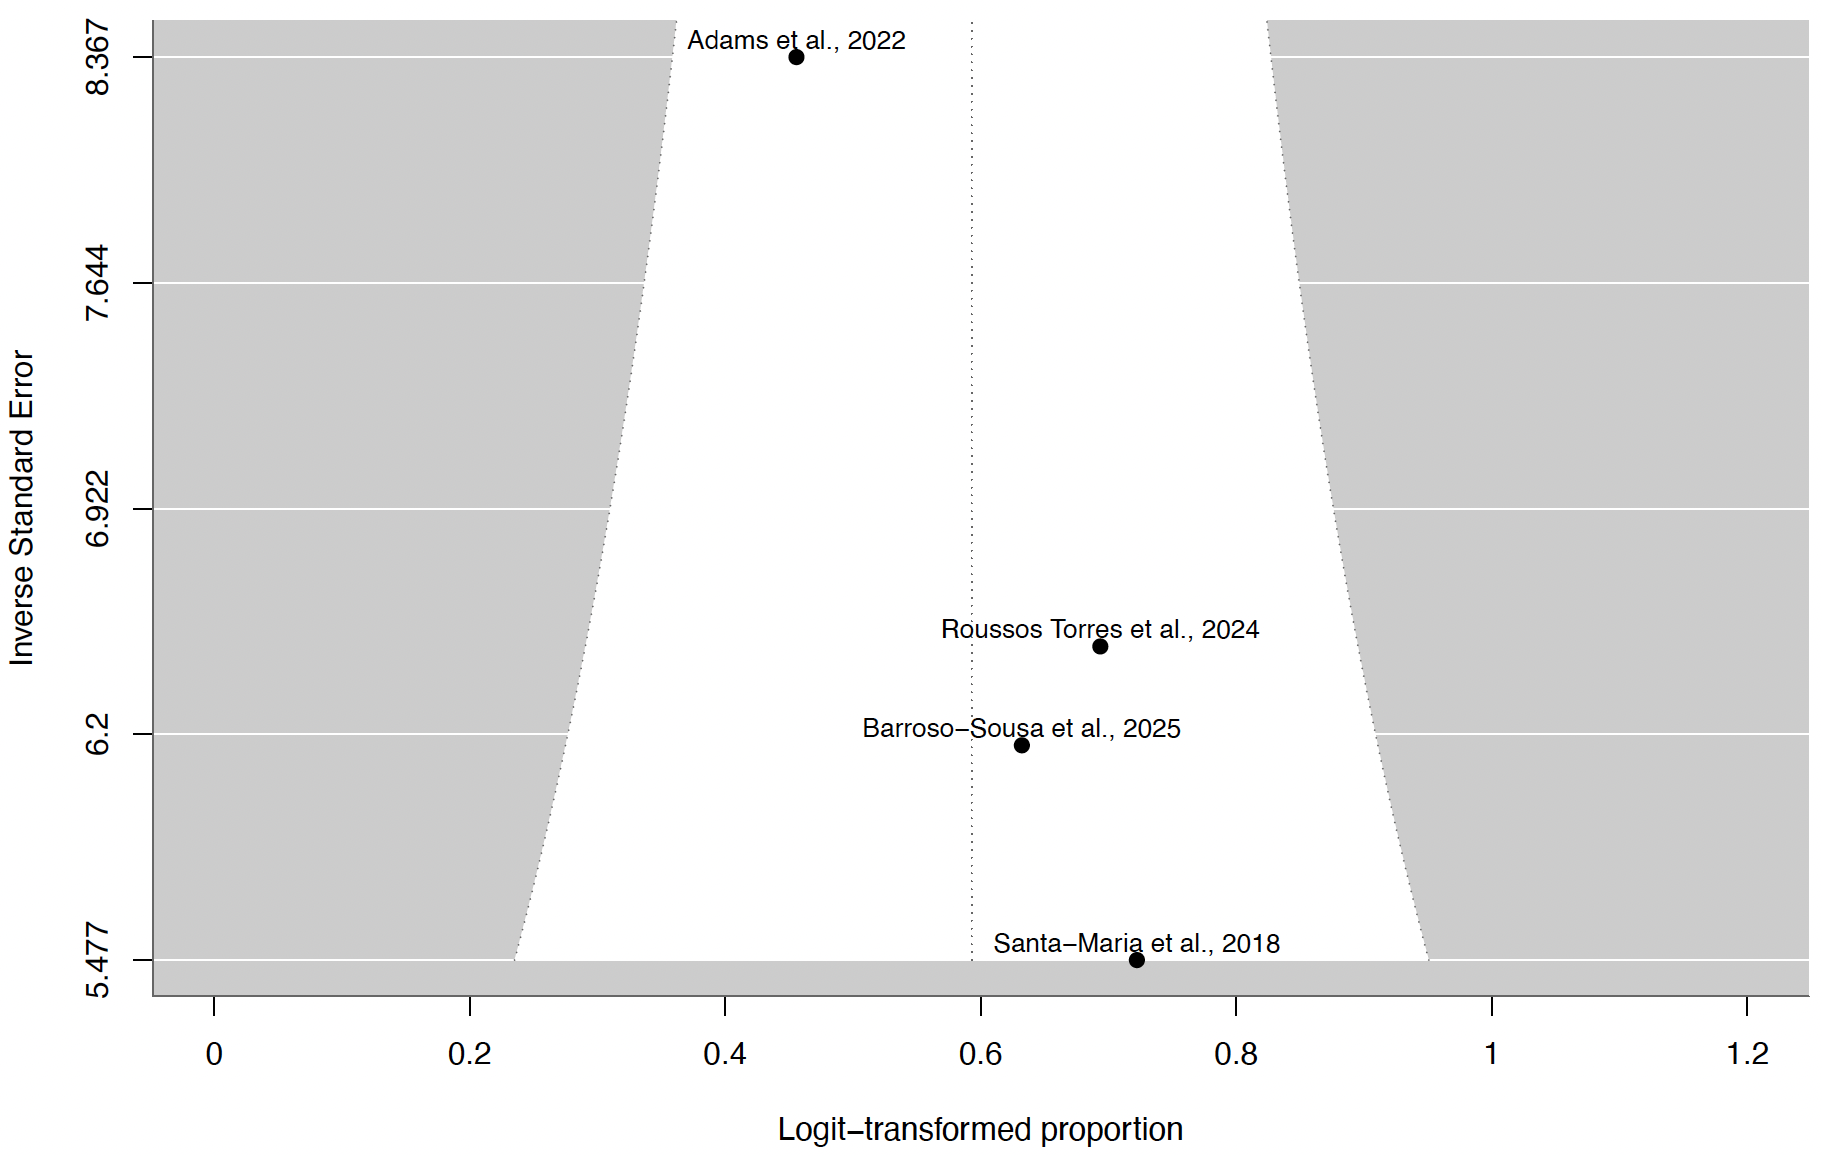 8.367
7.644
6.922
6.2
5.477
Inverse Standard Error
Adams et al., 2022
Roussos Torres et al., 2024
Barroso−Sousa et al., 2025
Santa−Maria et al., 2018
0 0.2 0.4 0.6 0.8 1 1.2
Logit−transformed proportion